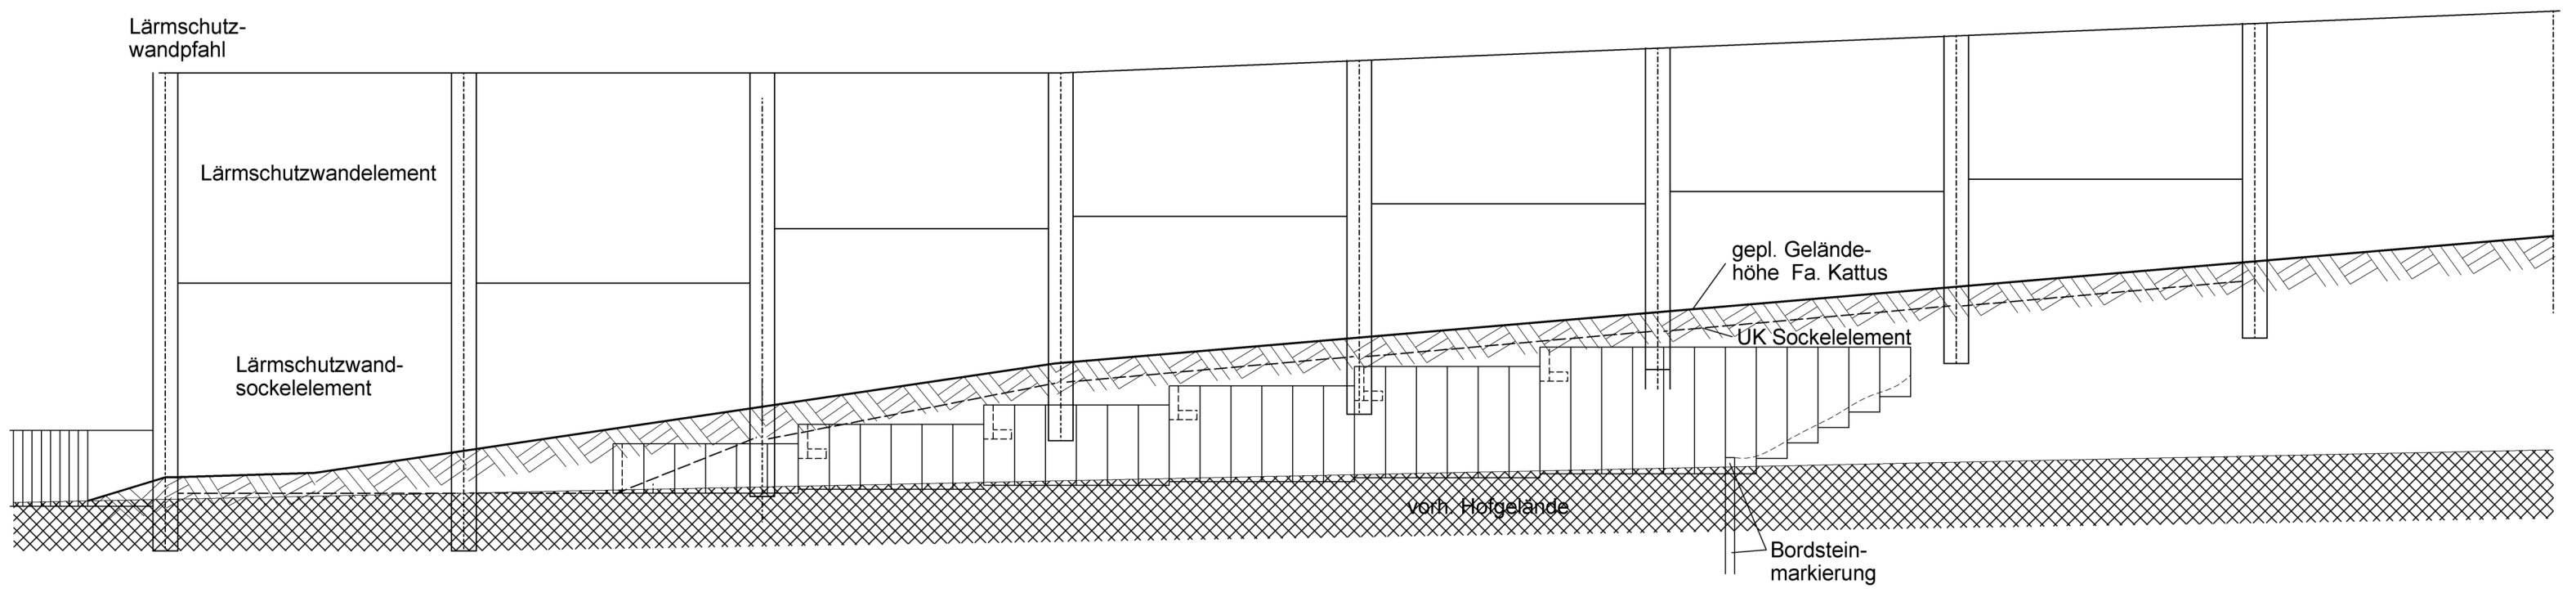 Lärmschutz-
wandpfahl
Lärmschutzwandelement
Lärmschutzwand-
sockelelement
gepl. Gelände-
höhe Fa. Kattus
UK Sockelelement
vorh. Hofgelände
Bordstein-
markierung